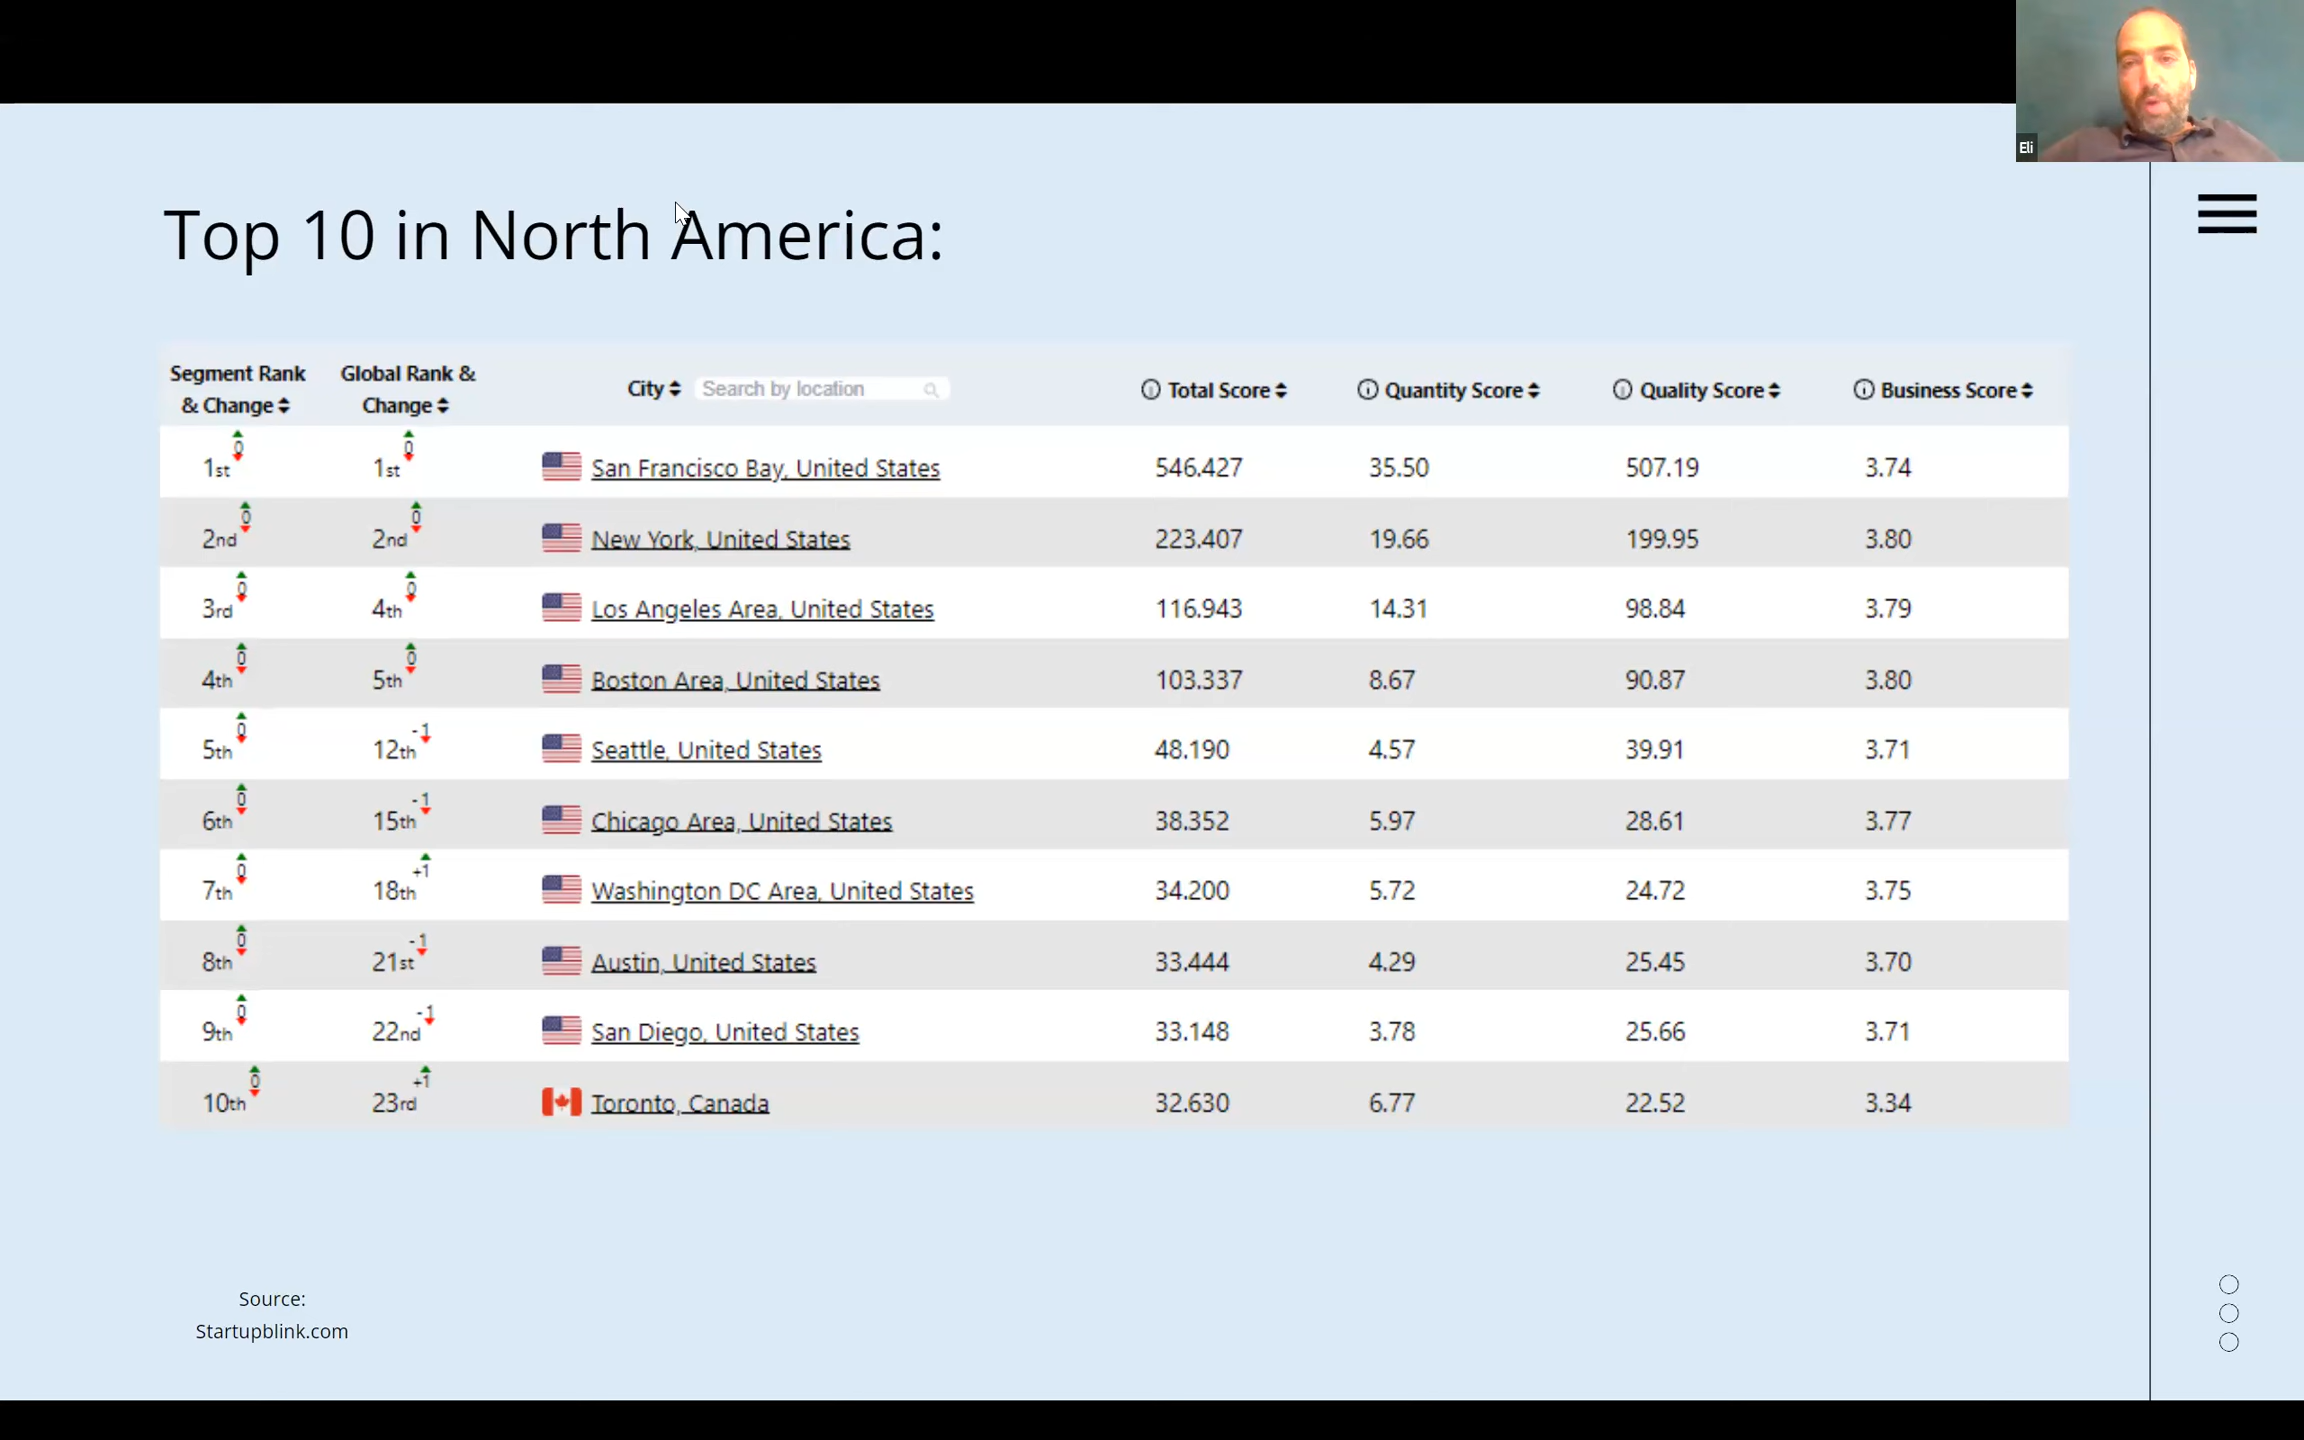 Eli
Top 10 in North America:
Segment Rank & Change Global Rank & Change City Search by location Total Score Quantity Score Quality Score Business Score
1st 0 1st 0 San Francisco Bay, United States 546.427 35.50 507.19 3.74
2nd 0 2nd 0 New York, United States 223.407 19.66 199.95 3.80
3rd 0 4th 0 Los Angeles Area, United States 116.943 14.31 98.84 3.79
4th 0 5th 0 Boston Area, United States 103.337 8.67 90.87 3.80
5th 0 12th -1 Seattle, United States 48.190 4.57 39.91 3.71
6th 0 15th -1 Chicago Area, United States 38.352 5.97 28.61 3.77
7th 0 18th +1 Washington DC Area, United States 34.200 5.72 24.72 3.75
8th 0 21st -1 Austin, United States 33.444 4.29 25.45 3.70
9th 0 22nd -1 San Diego, United States 33.148 3.78 25.66 3.71
10th 0 23rd +1 Toronto, Canada 32.630 6.77 22.52 3.34
Source:
Startupblink.com